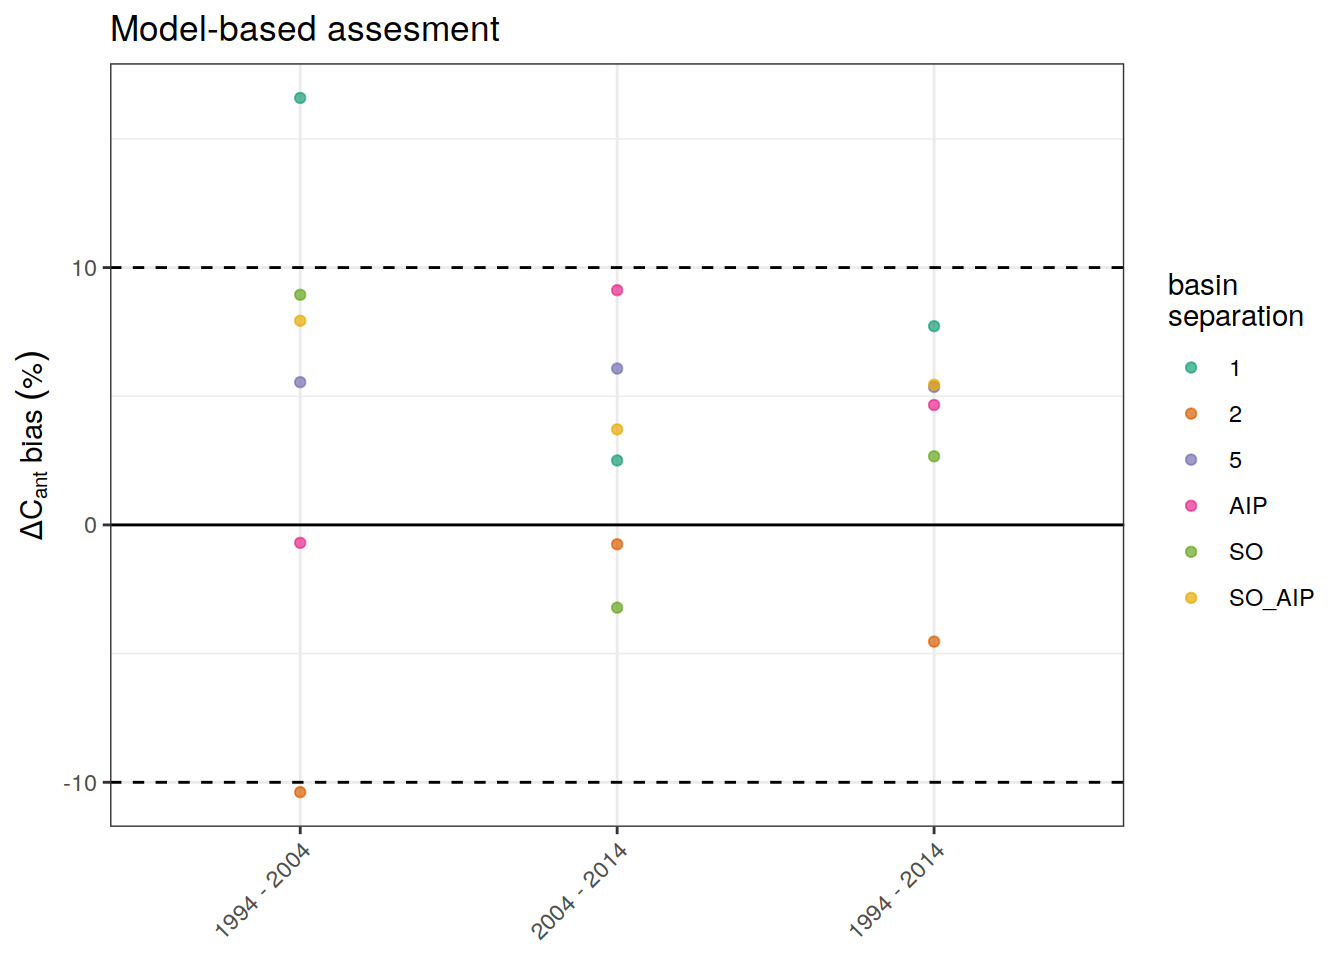 Model-based assesment
ΔCant bias (%)
10
0
-10
1994 - 2004
2004 - 2014
1994 - 2014
basin
separation
1
2
5
AIP
SO
SO_AIP